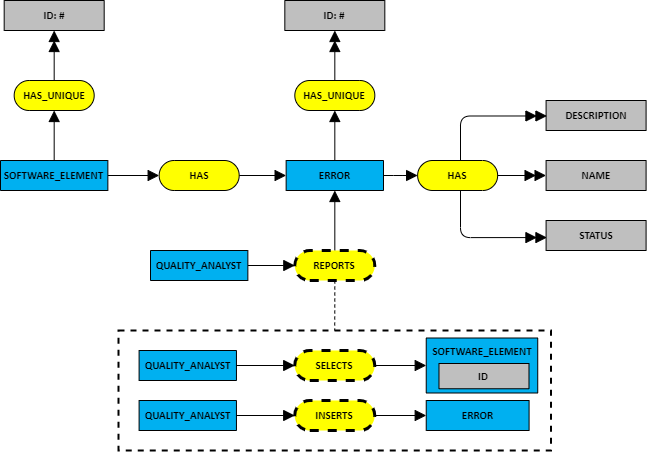 ID: #
ID: #
HAS_UNIQUE
HAS_UNIQUE
DESCRIPTION
SOFTWARE_ELEMENT
HAS
ERROR
HAS
NAME
STATUS
QUALITY_ANALYST
REPORTS
QUALITY_ANALYST
SELECTS
SOFTWARE_ELEMENT
ID
QUALITY_ANALYST
INSERTS
ERROR